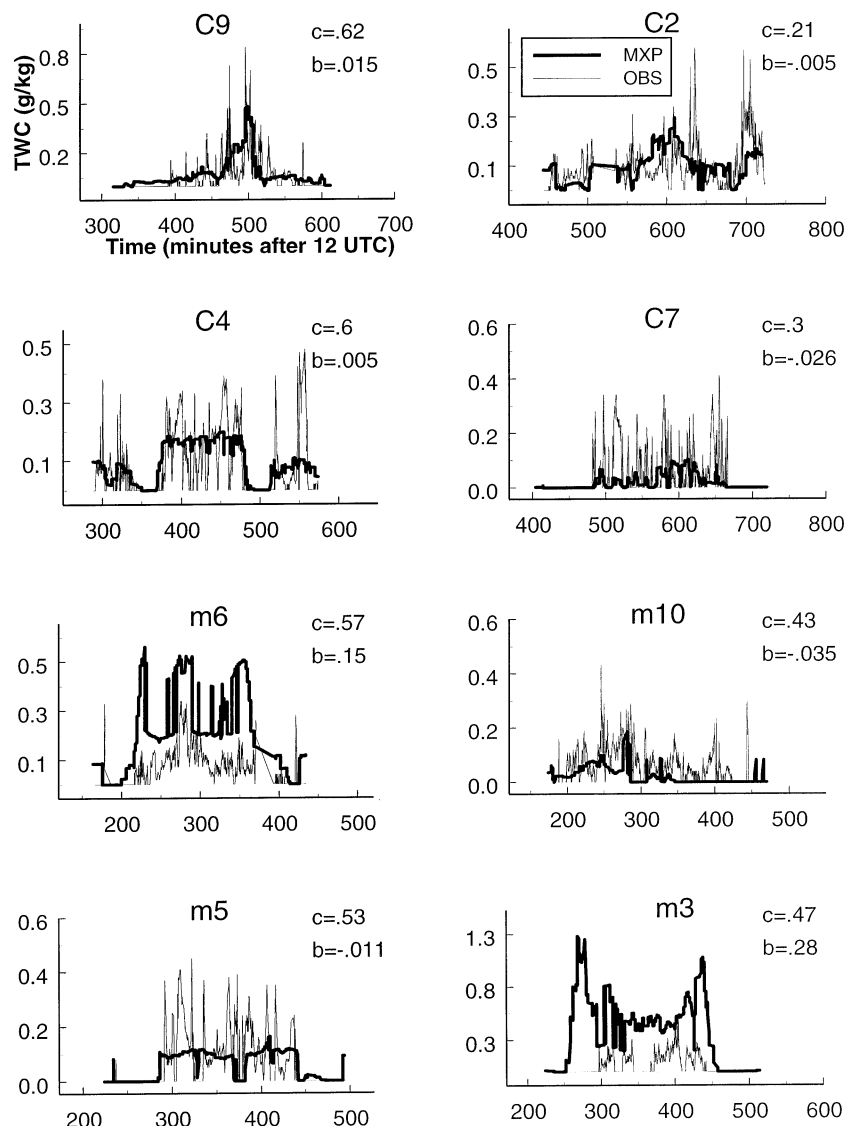 C9
c=.62
b=.015
TWC (g/kg)
0.8
0.5
0.2
300 400 500 600 700
Time (minutes after 12 UTC)
C2
c=.21
b=-.005
MXP
OBS
0.5
0.3
0.1
400 500 600 700 800
C4
c=.6
b=.005
0.5
0.3
0.1
300 400 500 600
C7
c=.3
b=-.026
0.6
0.4
0.2
0.0
400 500 600 700 800
m6
c=.57
b=.15
0.5
0.3
0.1
200 300 400 500
m10
c=.43
b=-.035
0.6
0.4
0.2
0.0
200 300 400 500
m5
c=.53
b=-.011
0.6
0.4
0.2
0.0
200 300 400 500
m3
c=.47
b=.28
1.3
0.8
0.3
200 300 400 500 600